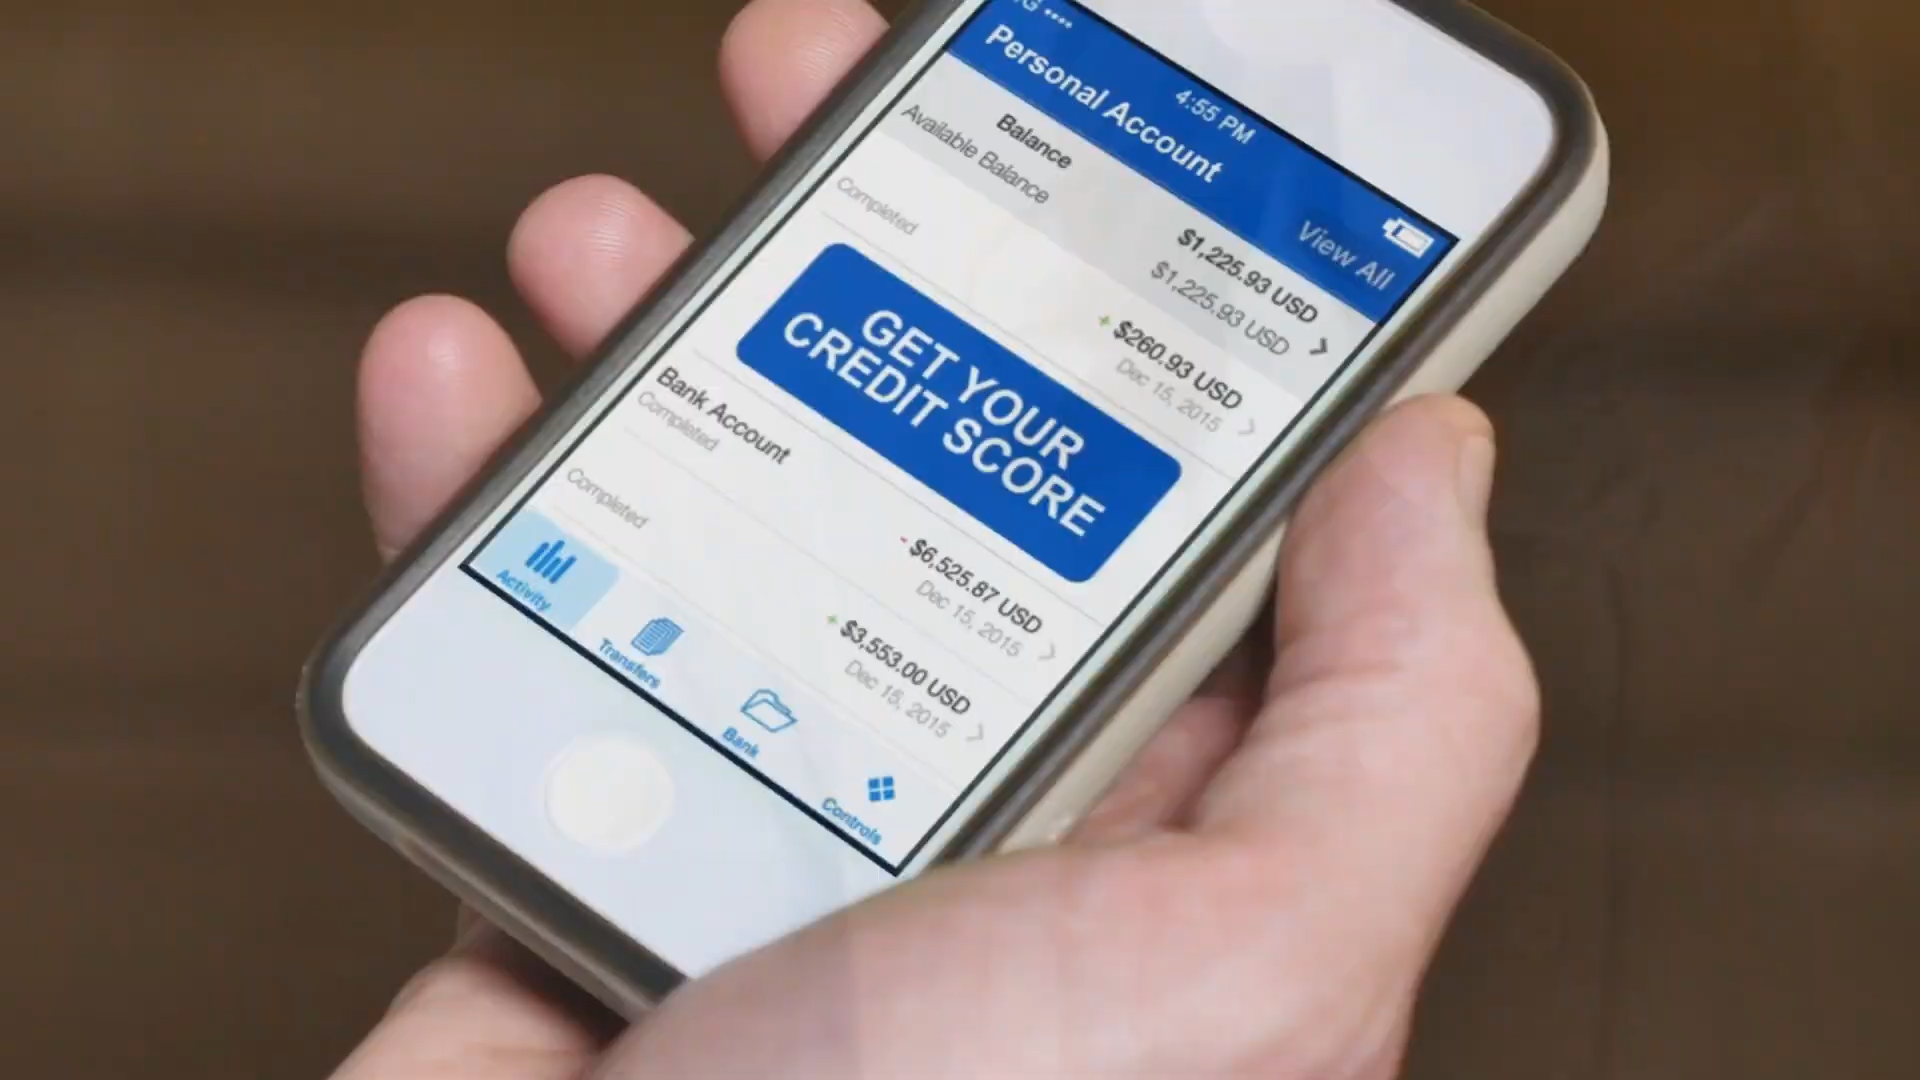 4:55 PM
Personal Account
View All
Balance
$1,225.93 USD
Available Balance
$1,225.93 USD
+ $260.93 USD
Completed
Dec 15, 2015
GET YOUR
CREDIT SCORE
Bank Account
- $6,525.87 USD
Completed
Dec 15, 2015
+ $3,553.00 USD
Completed
Dec 15, 2015
Activity
Transfers
Bank
Controls